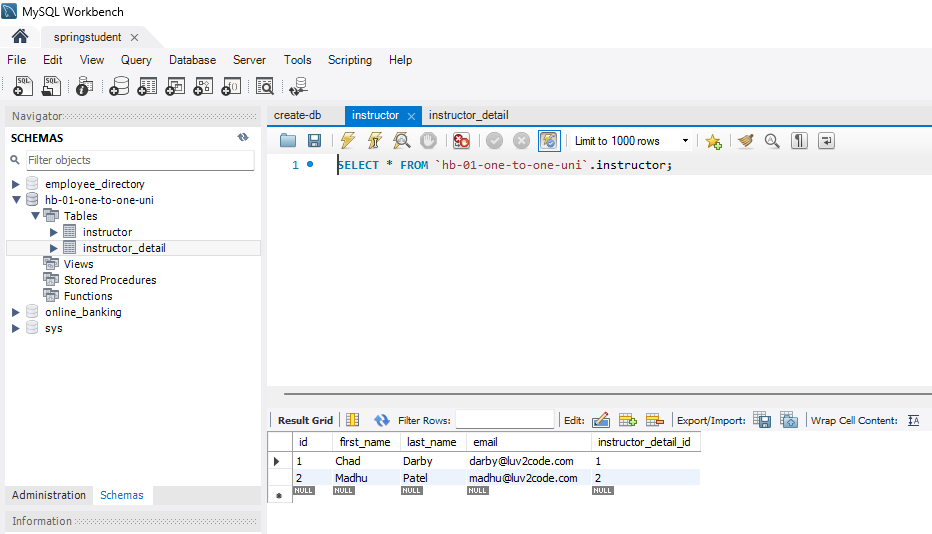 MySQL Workbench
springstudent
File Edit View Query Database Server Tools Scripting Help
SQL SQL
Navigator
SCHEMAS
Filter objects
employee_directory
hb-01-one-to-one-uni
Tables
instructor
instructor_detail
Views
Stored Procedures
Functions
online_banking
sys
Administration Schemas
Information
create-db instructor instructor_detail
Limit to 1000 rows
1 SELECT * FROM `hb-01-one-to-one-uni`.instructor;
Result Grid Filter Rows: Edit: Export/Import: Wrap Cell Content:
id first_name last_name email instructor_detail_id
1 Chad Darby darby@luv2code.com 1
2 Madhu Patel madhu@luv2code.com 2
NULL NULL NULL NULL NULL